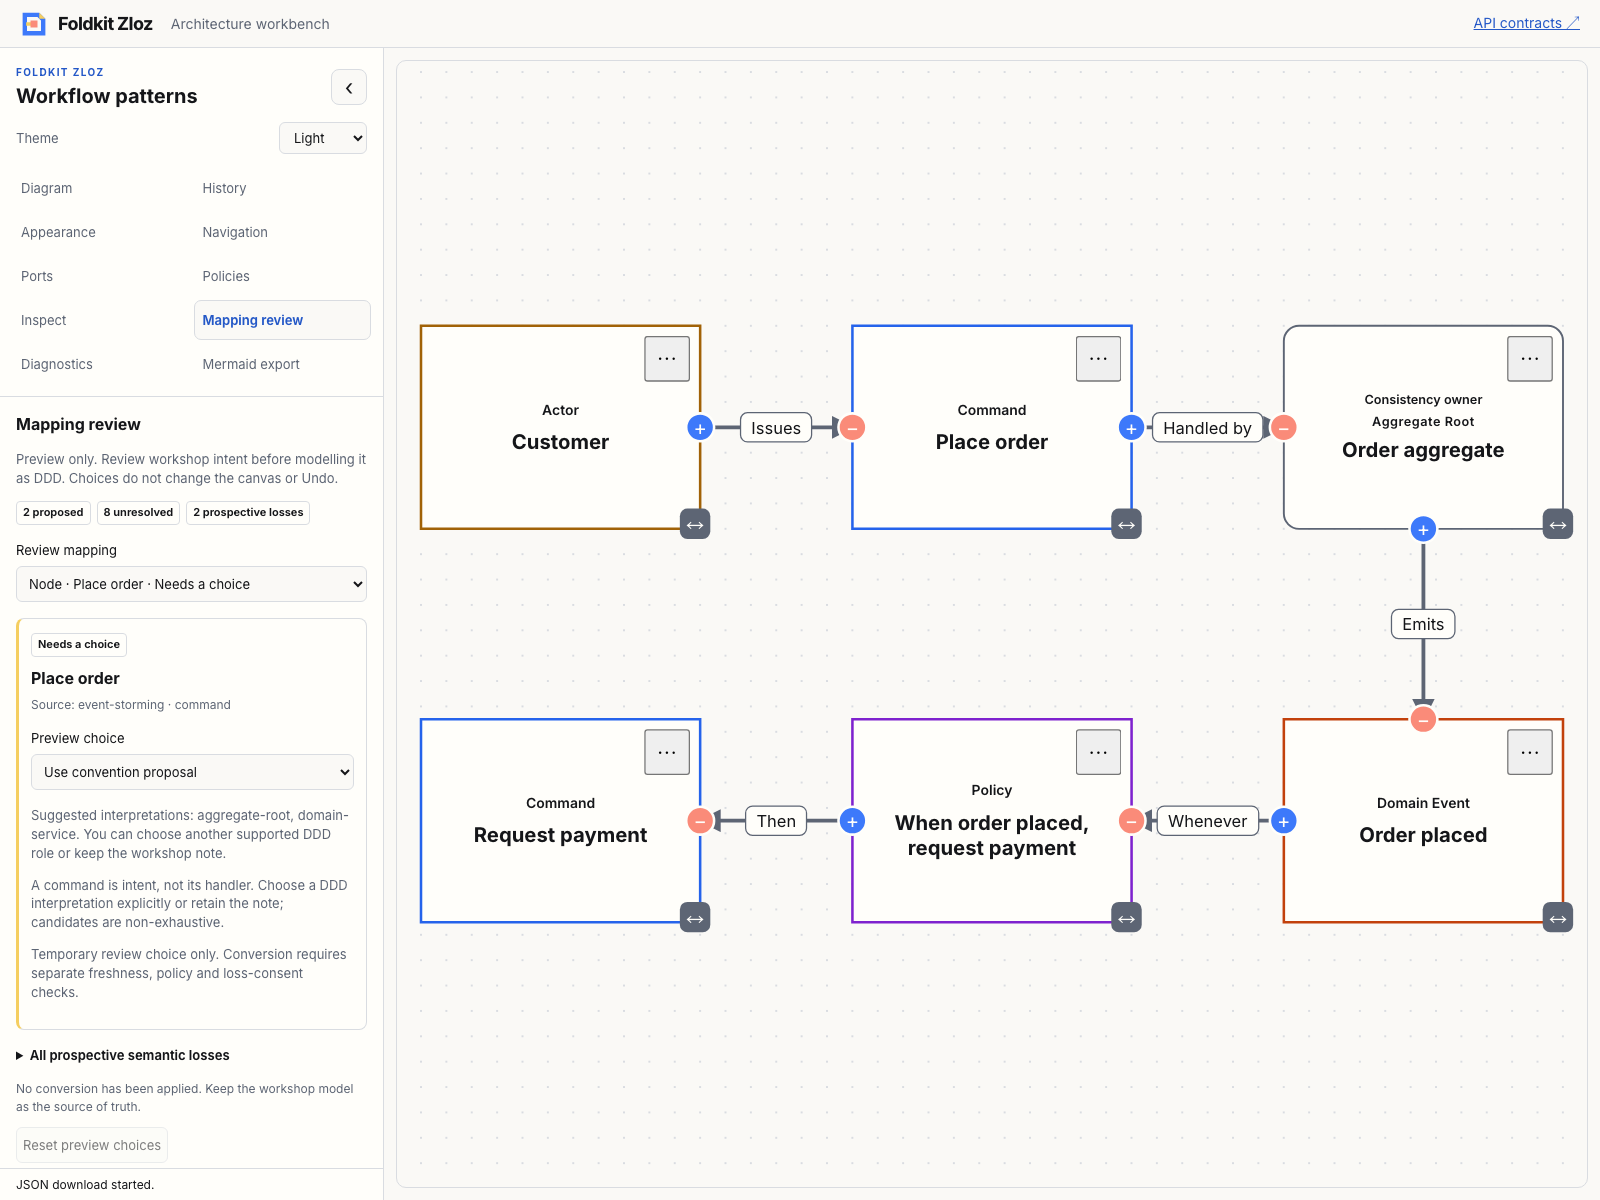 Foldkit Zloz
Architecture workbench
API contracts ↗
FOLDKIT ZLOZ
Workflow patterns
Theme
Light
Diagram
History
Appearance
Navigation
Ports
Policies
Inspect
Mapping review
Diagnostics
Mermaid export
Mapping review
Preview only. Review workshop intent before modelling it
as DDD. Choices do not change the canvas or Undo.
2 proposed
8 unresolved
2 prospective losses
Review mapping
Node · Place order · Needs a choice
Needs a choice
Place order
Source: event-storming · command
Preview choice
Use convention proposal
Suggested interpretations: aggregate-root, domain-
service. You can choose another supported DDD
role or keep the workshop note.
A command is intent, not its handler. Choose a DDD
interpretation explicitly or retain the note;
candidates are non-exhaustive.
Temporary review choice only. Conversion requires
separate freshness, policy and loss-consent
checks.
All prospective semantic losses
No conversion has been applied. Keep the workshop model
as the source of truth.
Reset preview choices
JSON download started.
Actor
Customer
Issues
Command
Place order
Handled by
Consistency owner
Aggregate Root
Order aggregate
Emits
Command
Request payment
Then
Policy
When order placed,
request payment
Whenever
Domain Event
Order placed